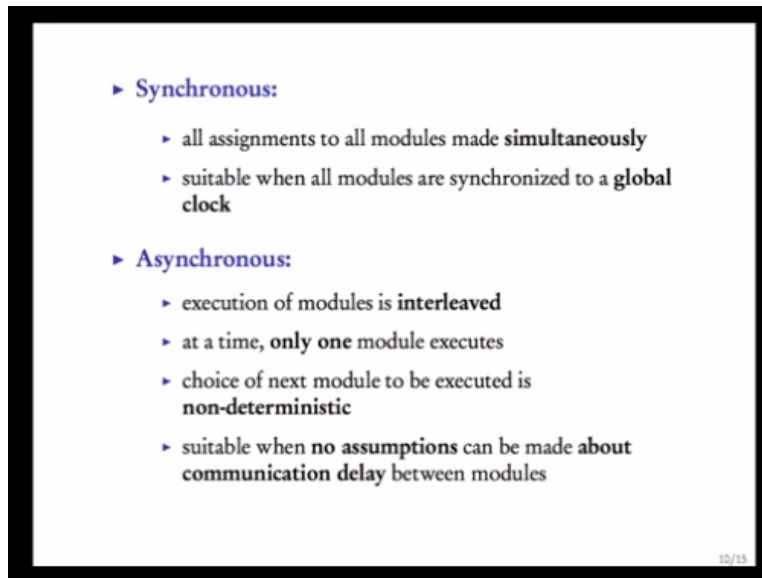 ▸ Synchronous:
▸ all assignments to all modules made simultaneously
▸ suitable when all modules are synchronized to a global
clock
▸ Asynchronous:
▸ execution of modules is interleaved
▸ at a time, only one module executes
▸ choice of next module to be executed is
non-deterministic
▸ suitable when no assumptions can be made about
communication delay between modules
10/15